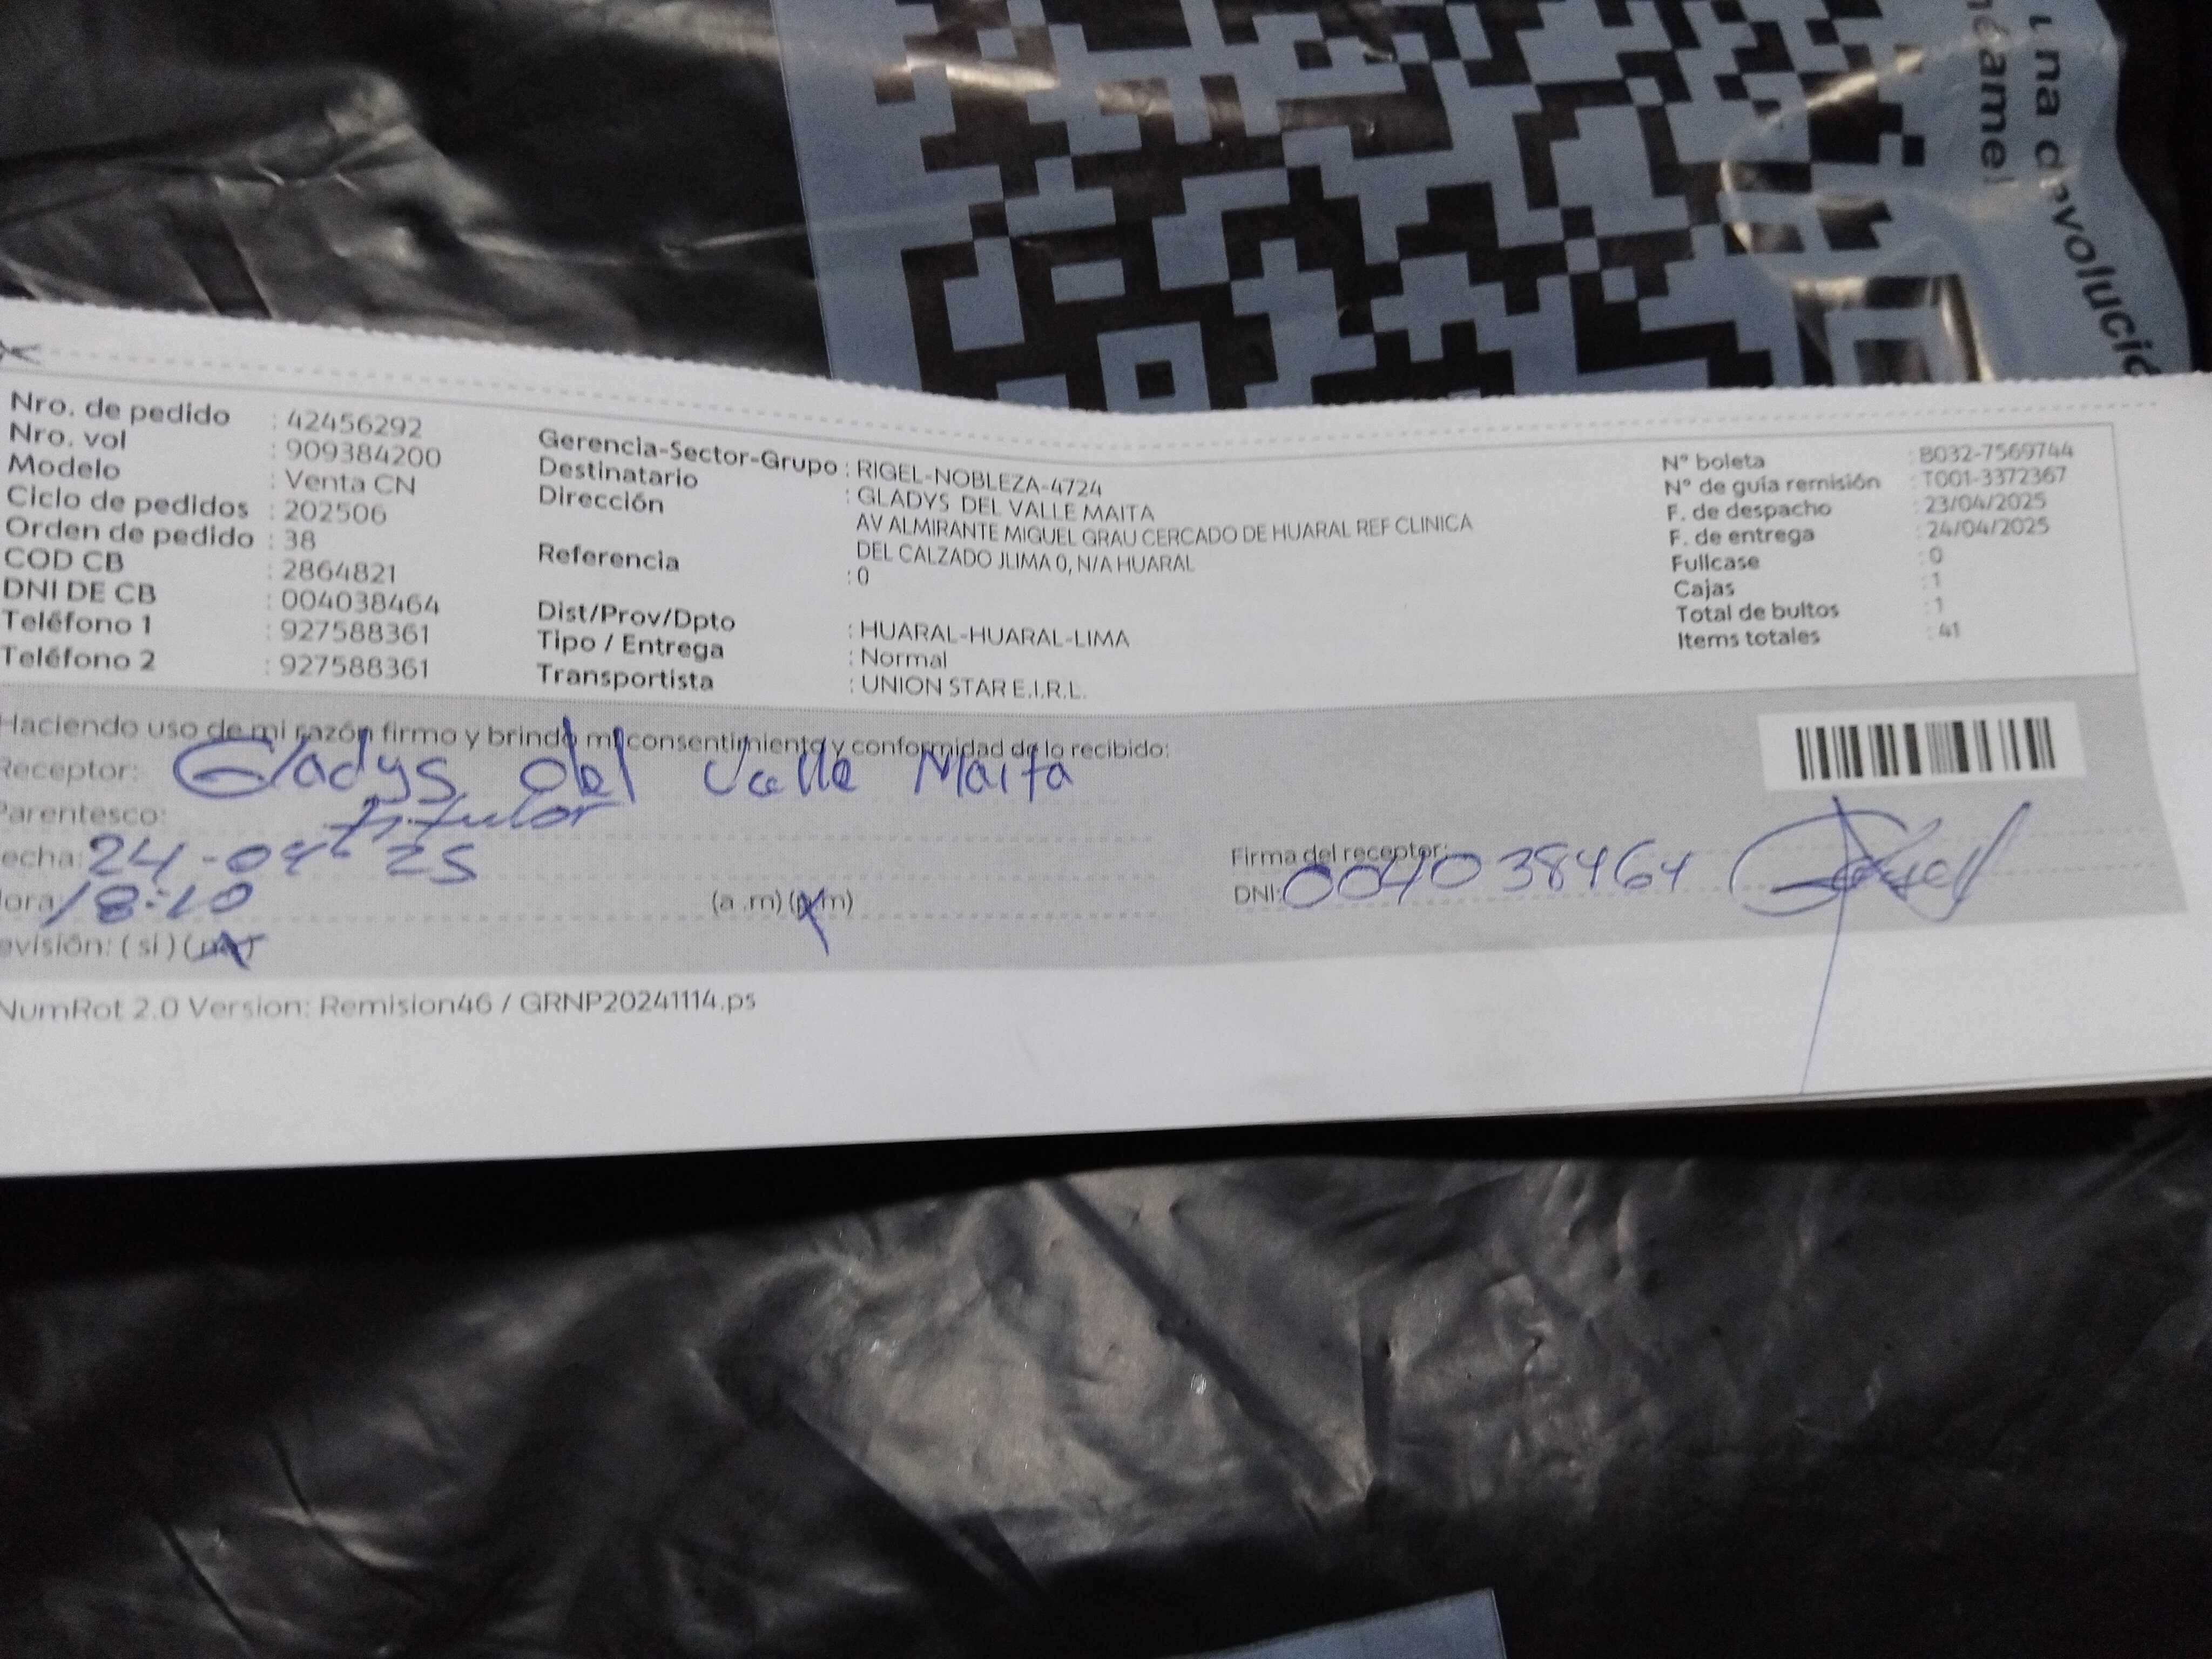 una devolució
néame!
Nro. de pedido : 42456292
Nro. vol : 909384200
Modelo : Venta CN
Ciclo de pedidos : 202506
Orden de pedido : 38
COD CB : 2864821
DNI DE CB : 004038464
Teléfono 1 : 927588361
Teléfono 2 : 927588361
Gerencia-Sector-Grupo : RIGEL-NOBLEZA-4724
Destinatario : GLADYS DEL VALLE MAITA
Dirección AV ALMIRANTE MIGUEL GRAU CERCADO DE HUARAL REF CLINICA
DEL CALZADO JLIMA 0, N/A HUARAL
Referencia : 0
Dist/Prov/Dpto : HUARAL-HUARAL-LIMA
Tipo / Entrega : Normal
Transportista : UNION STAR E.I.R.L.
N° boleta : B032-7569744
N° de guía remisión : T001-3372367
F. de despacho : 23/04/2025
F. de entrega : 24/04/2025
Fullcase : 0
Cajas : 1
Total de bultos : 1
Items totales : 41
Haciendo uso de mi razón firmo y brindo mi consentimiento y conformidad de lo recibido:
Receptor: Gladys del Valle Maita
Parentesco: titular
echa: 24-04-25
ora 18:10 (a .m) (p.m)
evisión: ( si ) ( no )
Firma del receptor:
DNI: 004038464
NumRot 2.0 Version: Remision46 / GRNP20241114.ps